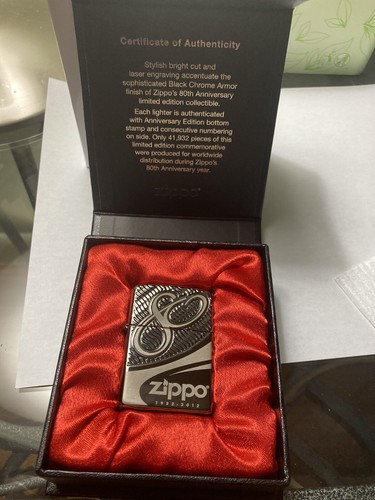 Certificate of Authenticity
Stylish bright cut and
laser engraving accentuate the
sophisticated Black Chrome Armor
finish of Zippo's 80th Anniversary
limited edition collectible.
Each lighter is authenticated
with Anniversary Edition bottom
stamp and consecutive numbering
on side. Only 41,932 pieces of this
limited edition commemorative
were produced for worldwide
distribution during Zippo's
80th Anniversary year.
Zippo
80
Zippo®
1932-2012